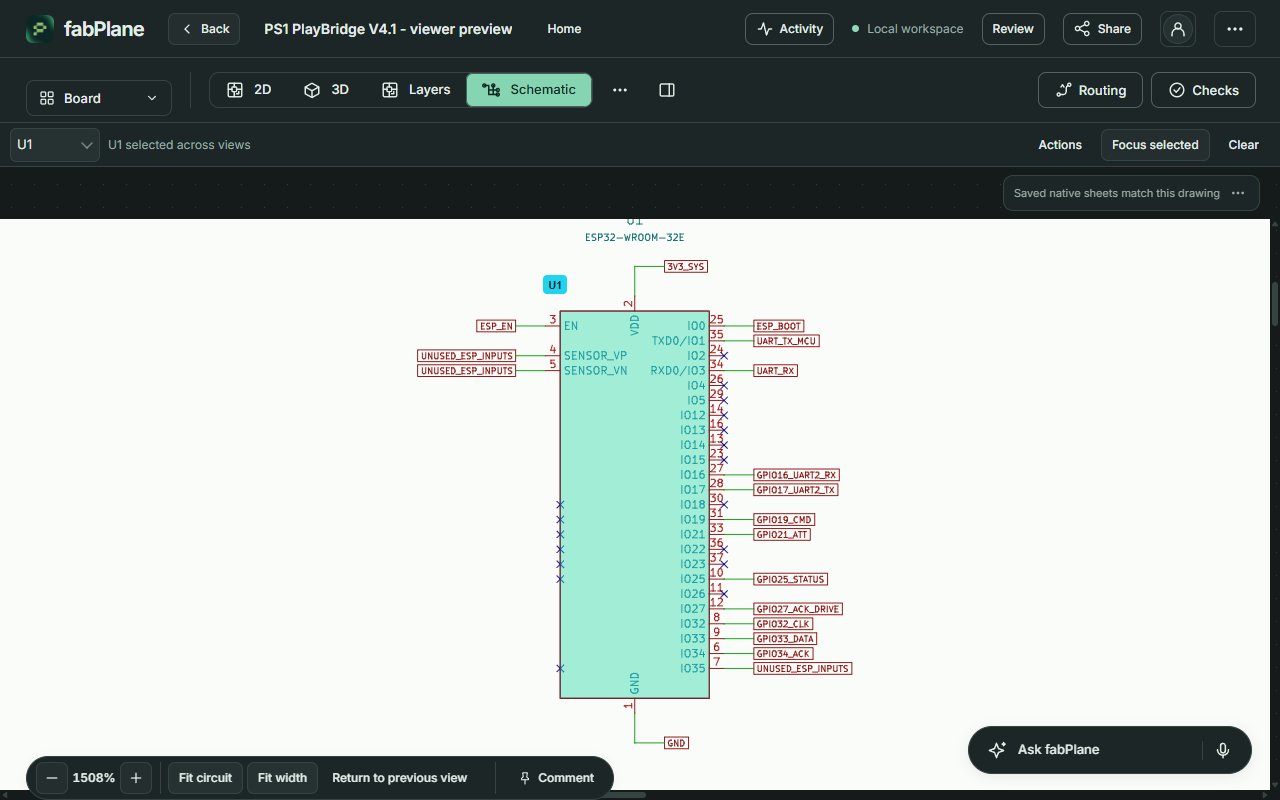 fabPlane
Back
PS1 PlayBridge V4.1 - viewer preview
Home
Activity
Local workspace
Review
Share
Board
2D
3D
Layers
Schematic
Routing
Checks
U1
U1 selected across views
Actions
Focus selected
Clear
Saved native sheets match this drawing
ESP32-WROOM-32E
3V3_SYS
U1
2
VDD
ESP_EN 3 EN
IO0 25 ESP_BOOT
TXD0/IO1 35 UART_TX_MCU
UNUSED_ESP_INPUTS 4 SENSOR_VP
IO2 24
UNUSED_ESP_INPUTS 5 SENSOR_VN
RXD0/IO3 34 UART_RX
IO4 26
IO5 29
IO12 14
IO13 16
IO14 13
IO15 23
IO16 27 GPIO16_UART2_RX
IO17 28 GPIO17_UART2_TX
IO18 30
IO19 31 GPIO19_CMD
IO21 33 GPIO21_ATT
IO22 36
IO23 37
IO25 10 GPIO25_STATUS
IO26 11
IO27 12 GPIO27_ACK_DRIVE
IO32 8 GPIO32_CLK
IO33 9 GPIO33_DATA
IO34 6 GPIO34_ACK
IO35 7 UNUSED_ESP_INPUTS
GND
1
GND
Ask fabPlane
1508%
Fit circuit
Fit width
Return to previous view
Comment